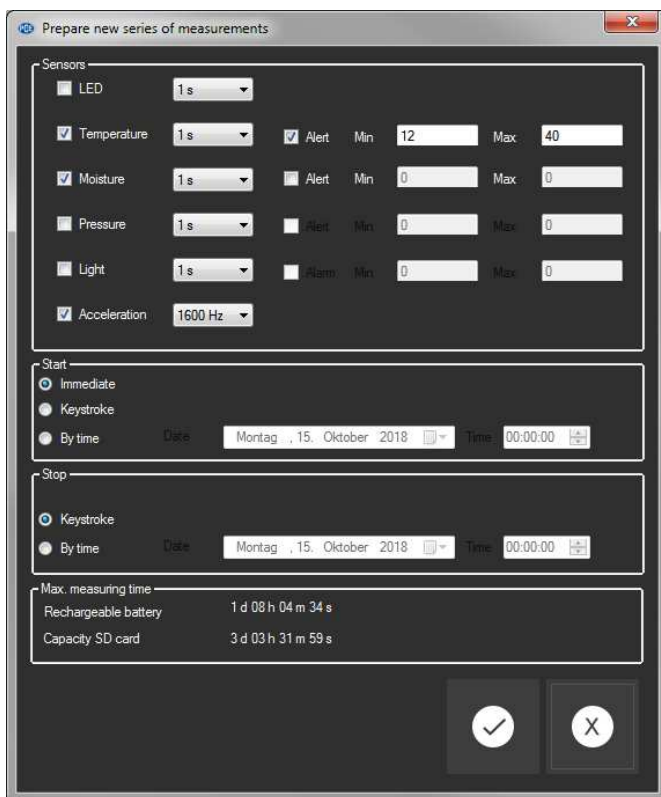 PCE Prepare new series of measurements X
Sensors
LED 1 s
Temperature 1 s Alert Min 12 Max 40
Moisture 1 s Alert Min 0 Max 0
Pressure 1 s Alert Min 0 Max 0
Light 1 s Alarm Min 0 Max 0
Acceleration 1600 Hz
Start
Immediate
Keystroke
By time Date Montag , 15. Oktober 2018 Time 00:00:00
Stop
Keystroke
By time Date Montag , 15. Oktober 2018 Time 00:00:00
Max. measuring time
Rechargeable battery 1 d 08 h 04 m 34 s
Capacity SD card 3 d 03 h 31 m 59 s
X